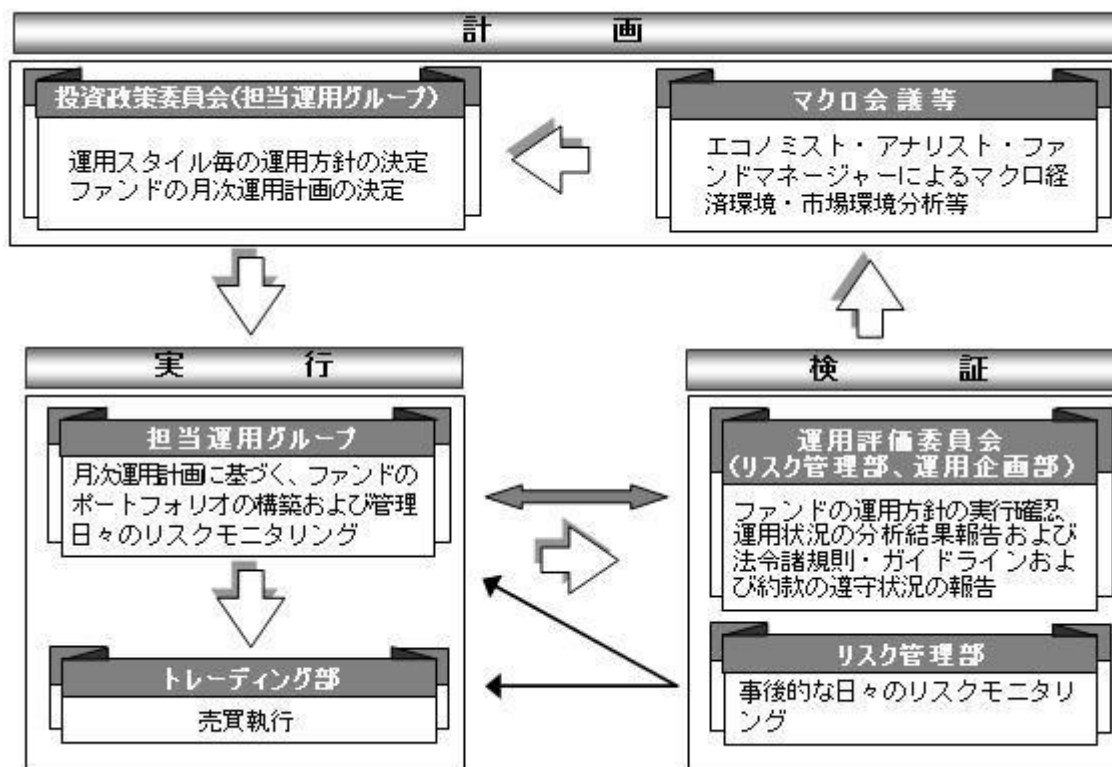 計画
投資政策委員会(担当運用グループ)
運用スタイル毎の運用方針の決定
ファンドの月次運用計画の決定
マクロ会議等
エコノミスト・アナリスト・ファ
ンドマネージャーによるマクロ経
済環境・市場環境分析等
実行
担当運用グループ
月次運用計画に基づく、ファンドの
ポートフォリオの構築および管理
日々のリスクモニタリング
トレーディング部
売買執行
検証
運用評価委員会
(リスク管理部、運用企画部)
ファンドの運用方針の実行確認、
運用状況の分析結果報告および
法令諸規則・ガイドラインおよ
び約款の遵守状況の報告
リスク管理部
事後的な日々のリスクモニタリ
ング